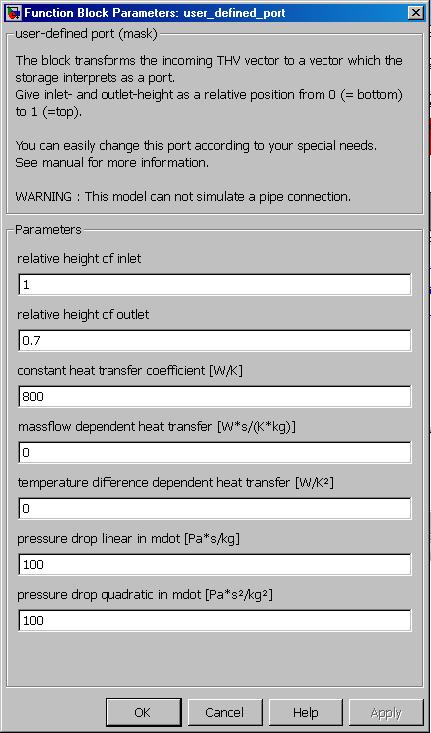 Function Block Parameters: user_defined_port
user-defined port (mask)
The block transforms the incoming THV vector to a vector which the
storage interprets as a port.
Give inlet- and outlet-height as a relative position from 0 (= bottom)
to 1 (=top).
You can easily change this port according to your special needs.
See manual for more information.
WARNING : This model can not simulate a pipe connection.
Parameters
relative height of inlet
1
relative height of outlet
0.7
constant heat transfer coefficient [W/K]
800
massflow dependent heat transfer [W*s/(K*kg)]
0
temperature difference dependent heat transfer [W/K²]
0
pressure drop linear in mdot [Pa*s/kg]
100
pressure drop quadratic in mdot [Pa*s²/kg²]
100
OK Cancel Help Apply